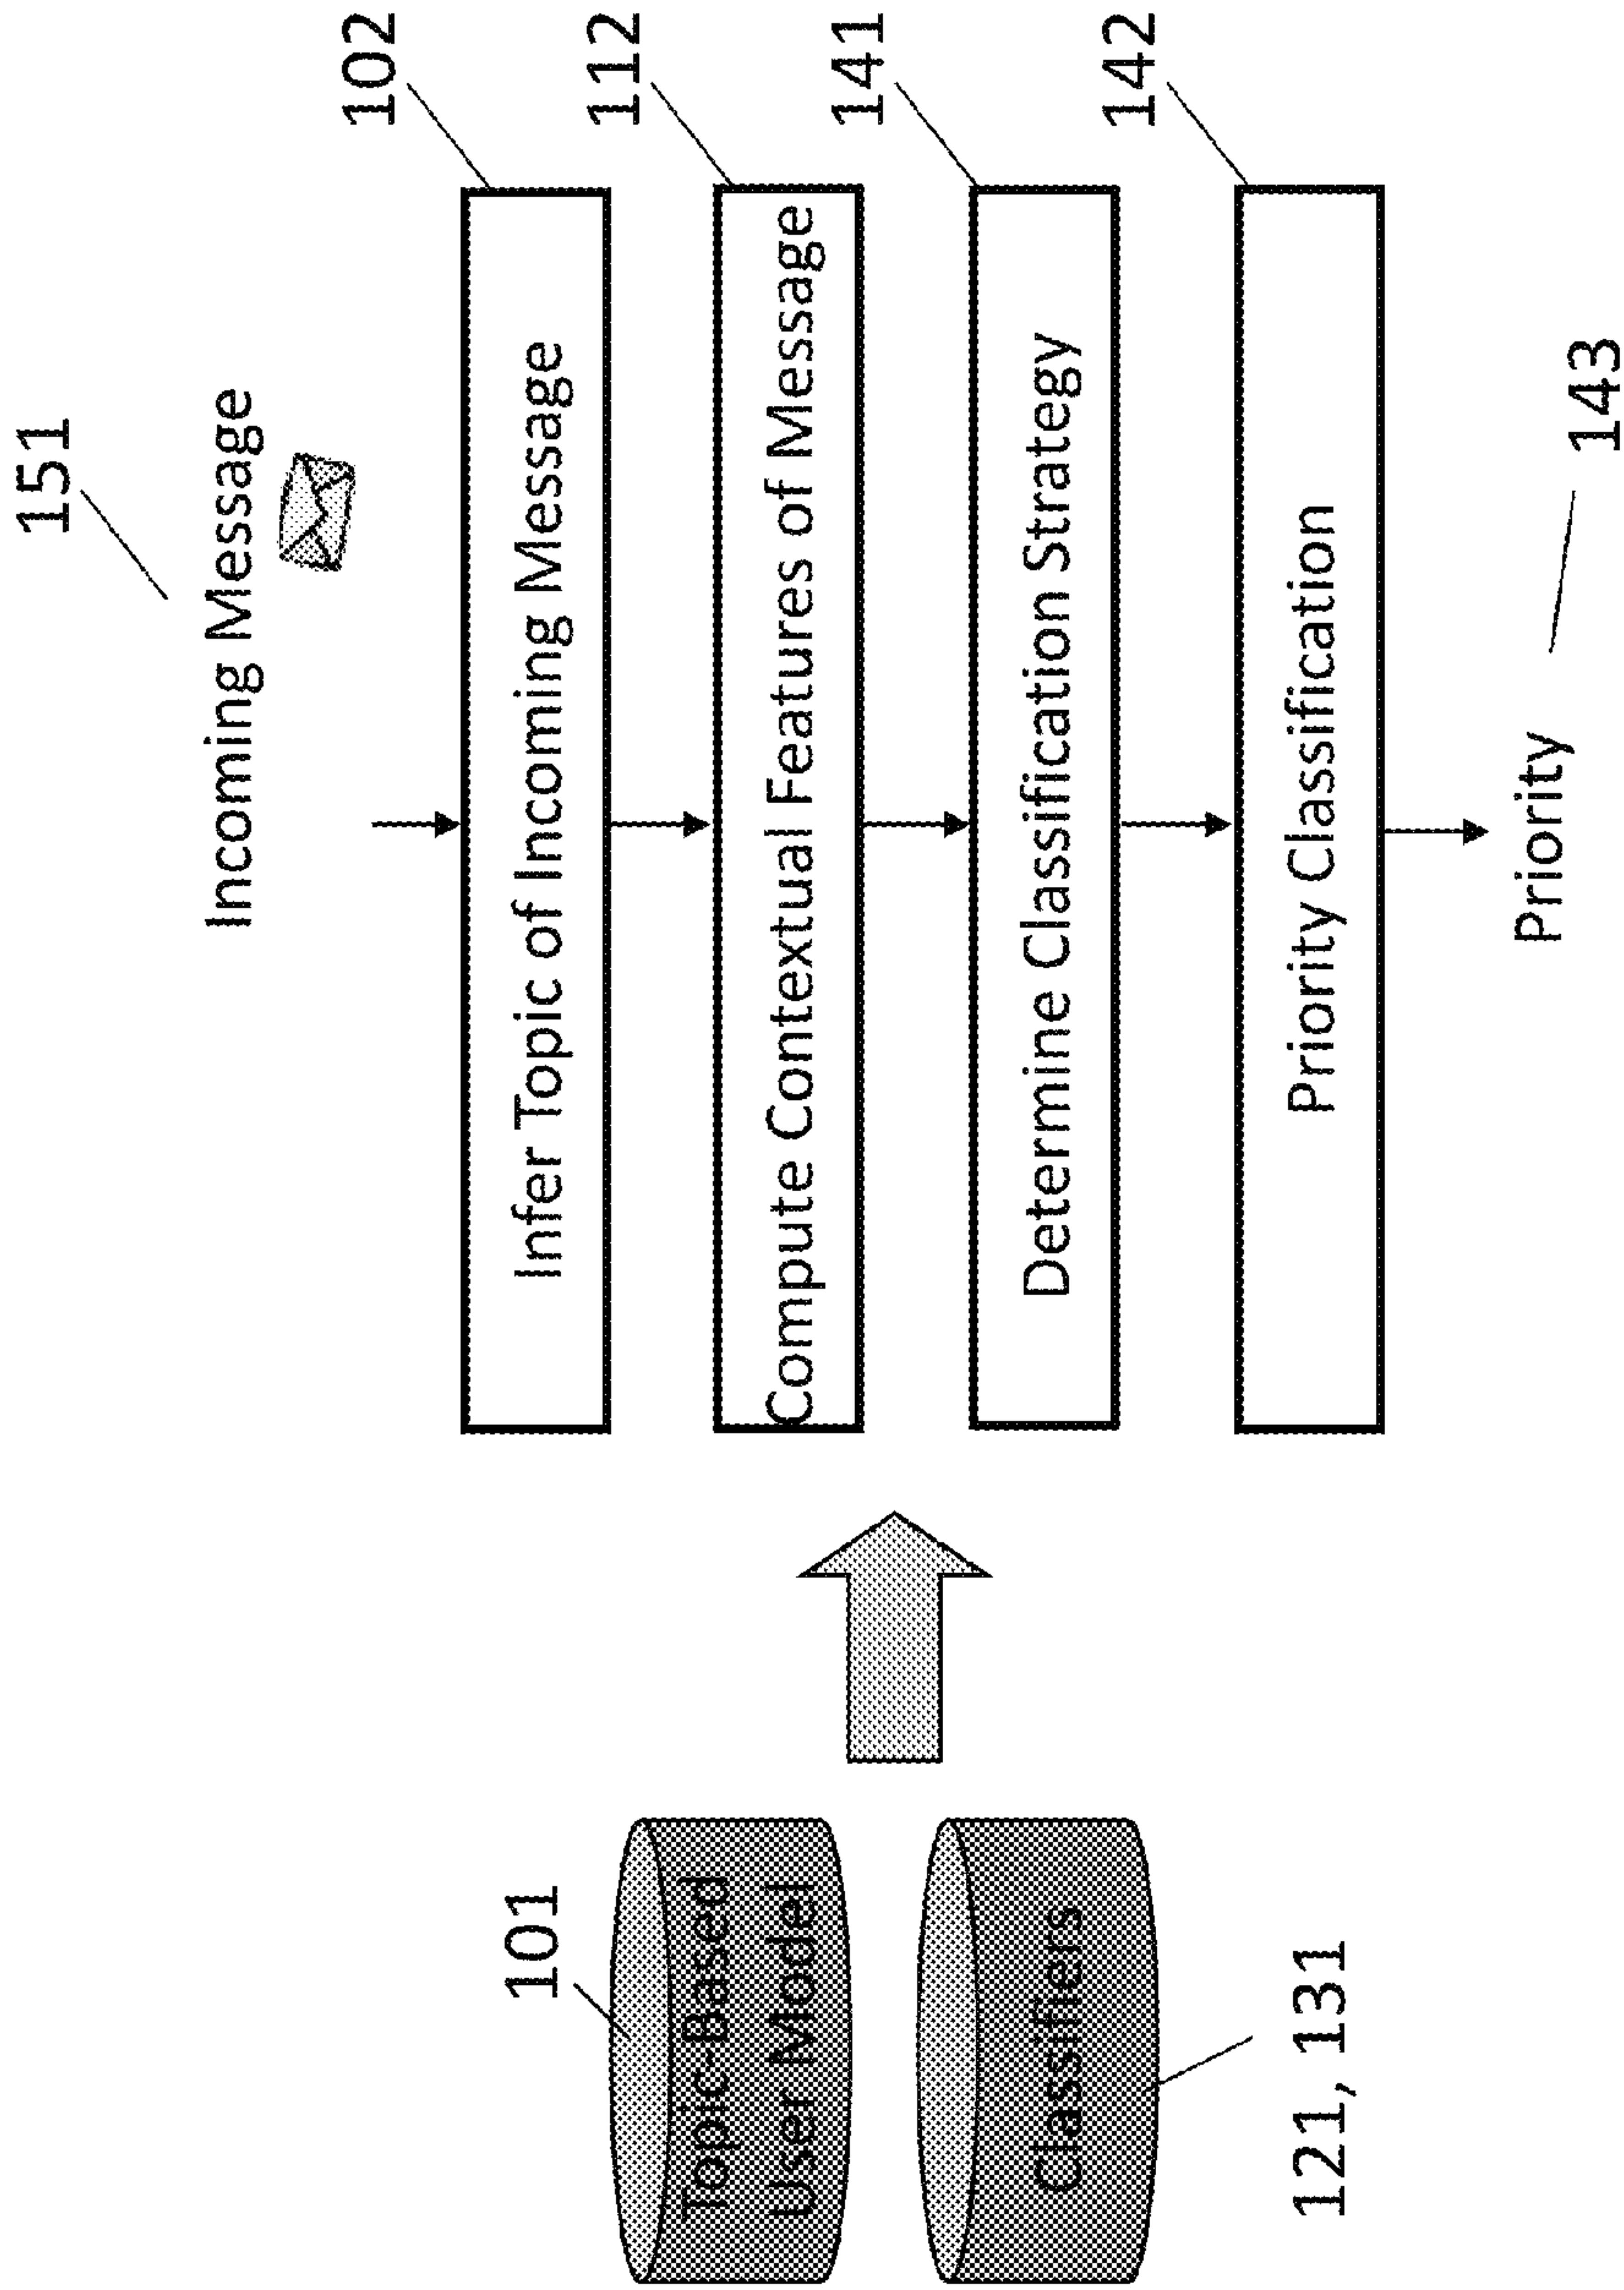 151
Incoming Message
102
Infer Topic of Incoming Message
112
Compute Contextual Features of Message
141
Determine Classification Strategy
142
Priority Classification
Priority
143
101
Topic-Based
User Model
Classifiers
121, 131